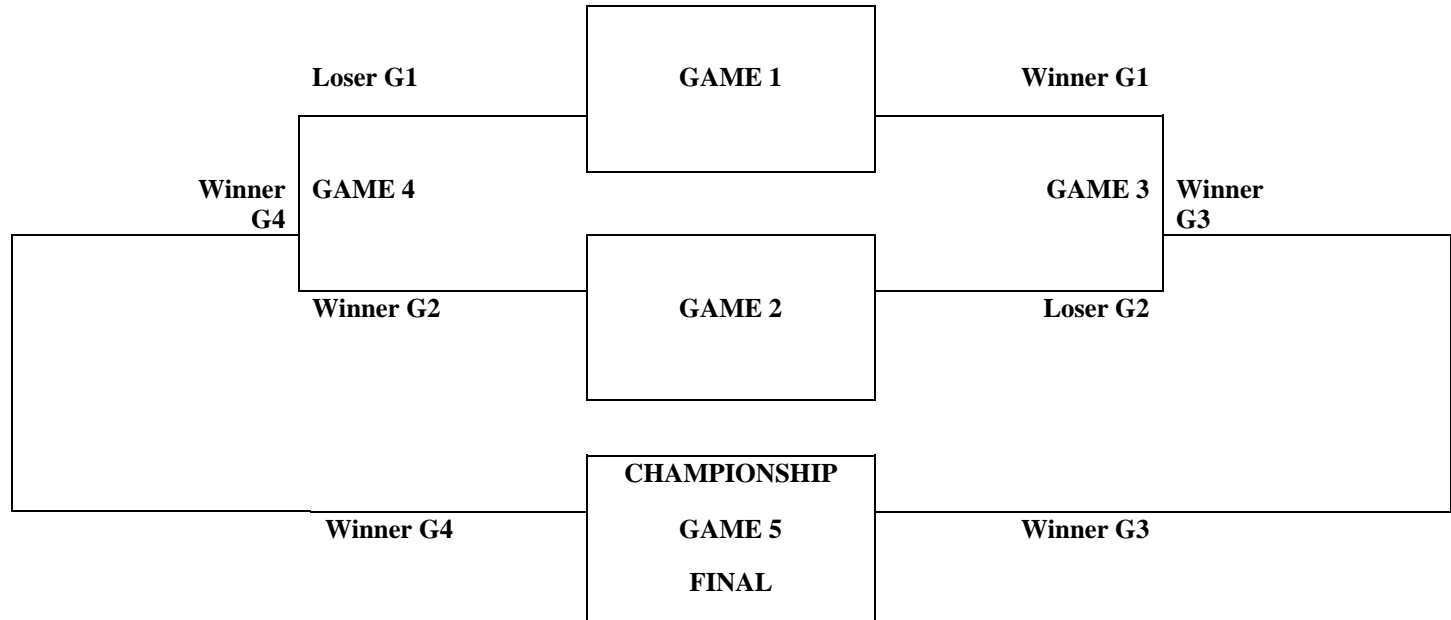 Loser G1
GAME 1
Winner G1
Winner
G4
GAME 4
GAME 3
Winner
G3
Winner G2
GAME 2
Loser G2
CHAMPIONSHIP
Winner G4
GAME 5
Winner G3
FINAL